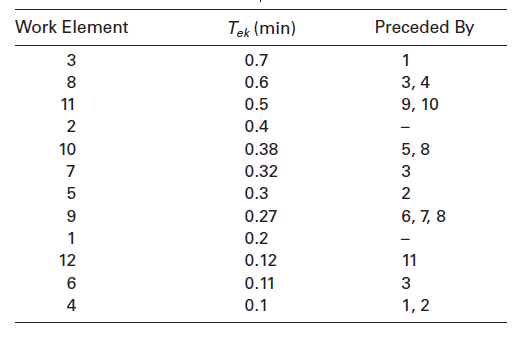 Work Element Tek (min) Preceded By
3 0.7 1
8 0.6 3, 4
11 0.5 9, 10
2 0.4 –
10 0.38 5, 8
7 0.32 3
5 0.3 2
9 0.27 6, 7, 8
1 0.2 –
12 0.12 11
6 0.11 3
4 0.1 1, 2